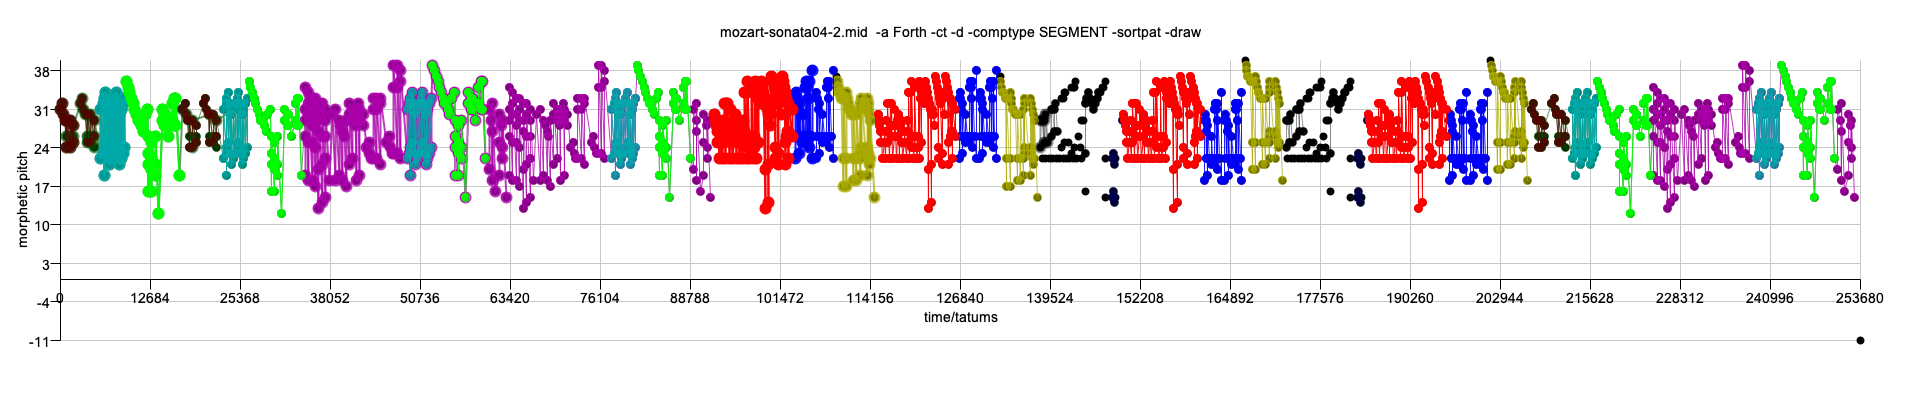 mozart-sonata04-2.mid -a Forth -ct -d -comptype SEGMENT -sortpat -draw
morphetic pitch
38
31
24
17
10
3
-4
-11
0 12684 25368 38052 50736 63420 76104 88788 101472 114156 126840 139524 152208 164892 177576 190260 202944 215628 228312 240996 253680
time/tatums